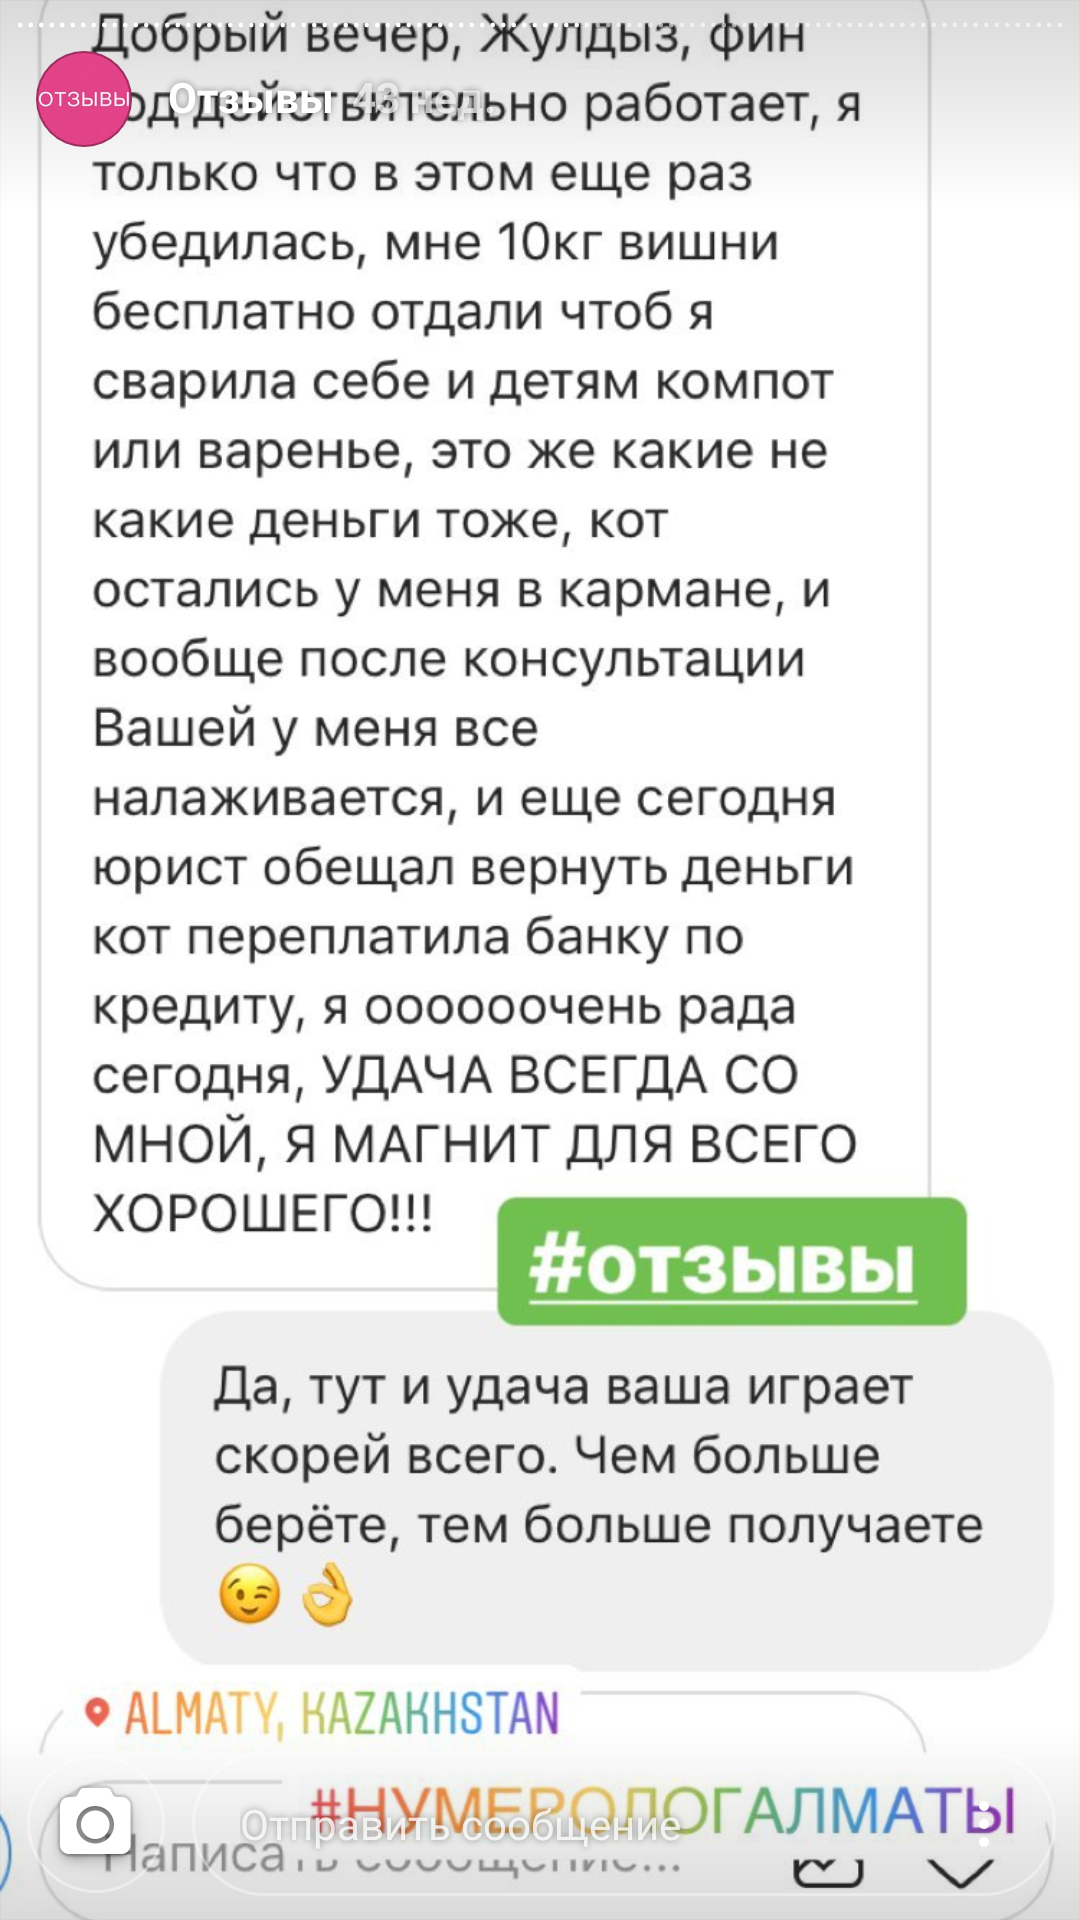 Добрый вечер, Жулдыз, фин
ОТЗЫВЫ
Отзывы 43 нед.
код действительно работает, я
только что в этом еще раз
убедилась, мне 10кг вишни
бесплатно отдали чтоб я
сварила себе и детям компот
или варенье, это же какие не
какие деньги тоже, кот
остались у меня в кармане, и
вообще после консультации
Вашей у меня все
налаживается, и еще сегодня
юрист обещал вернуть деньги
кот переплатила банку по
кредиту, я оооооочень рада
сегодня, УДАЧА ВСЕГДА СО
МНОЙ, Я МАГНИТ ДЛЯ ВСЕГО
ХОРОШЕГО!!!
#отзывы
Да, тут и удача ваша играет
скорей всего. Чем больше
берёте, тем больше получаете
😉 👌
ALMATY, KAZAKHSTAN
#НУМЕРОЛОГАЛМАТЫ
Отправить сообщение
Написать сообщение...